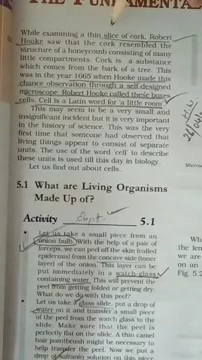 THE FUNDAMENTA
While examining a thin slice of cork, Robert
Hooke saw that the cork resembled the
structure of a honeycomb consisting of many
little compartments. Cork is a substance
which comes from the bark of a tree. This
was in the year 1665 when Hooke made this
chance observation through a self-designed
microscope. Robert Hooke called these boxes
cells. Cell is a Latin word for 'a little room'.
This may seem to be a very small and
insignificant incident but it is very important
in the history of science. This was the very
first time that someone had observed that
living things appear to consist of separate
units. The use of the word 'cell' to describe
these units is used till this day in biology.
Let us find out about cells.
5.1 What are Living Organisms
Made Up of?
Activity 5.1
• Let us take a small piece from an
onion bulb. With the help of a pair of
forceps, we can peel off the skin (called
epidermis) from the concave side (inner
layer) of the onion. This layer can be
put immediately in a watch-glass
containing water. This will prevent the
peel from getting folded or getting dry.
What do we do with this peel?
• Let us take a glass slide, put a drop of
water on it and transfer a small piece
of the peel from the watch glass to the
slide. Make sure that the peel is
perfectly flat on the slide. A thin camel
hair paintbrush might be necessary to
help transfer the peel. Now we put a
drop of safranin solution on this piece
Wh
the len
we are
on an
Fig. 5.2